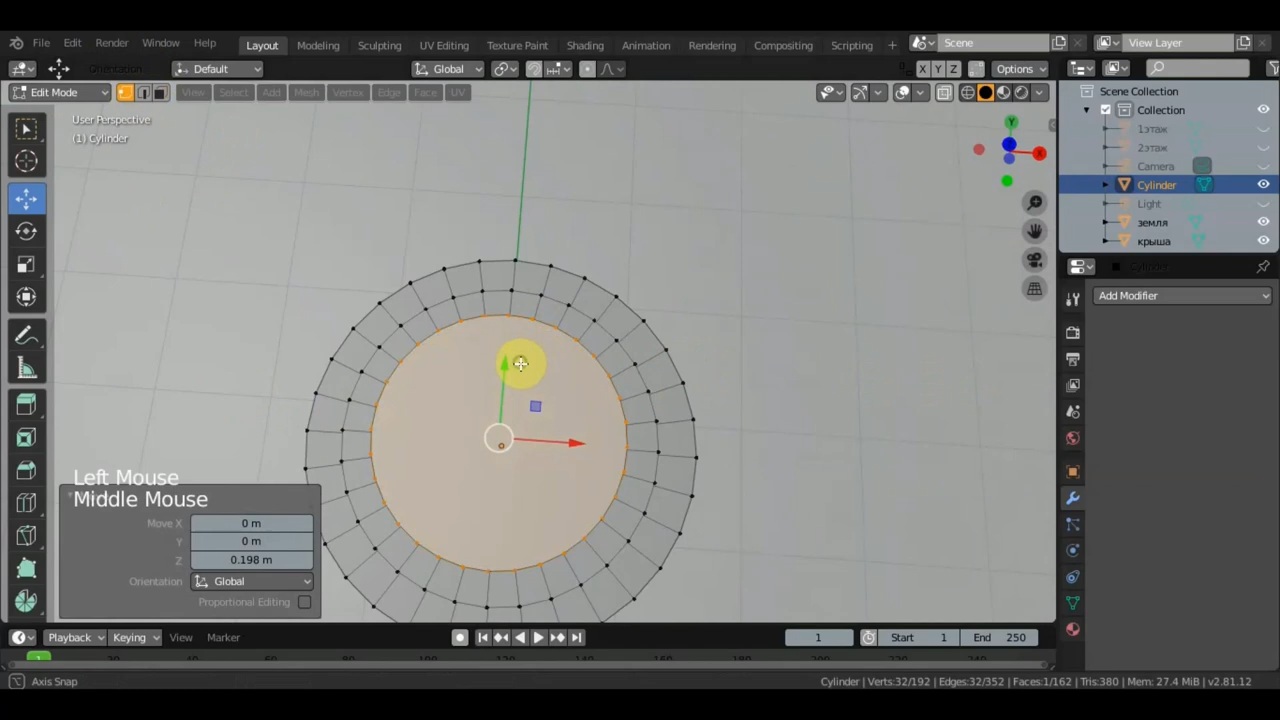 File Edit Render Window Help Layout Modeling Sculpting UV Editing Texture Paint Shading Animation Rendering Compositing Scripting + Scene View Layer
Orientation Default Global X Y Z Options
Edit Mode View Select Add Mesh Vertex Edge Face UV
Scene Collection
Collection
1этаж
2этаж
Camera
Cylinder
Light
земля
крыша
User Perspective
(1) Cylinder
Y
X
Cylinder
Add Modifier
Left Mouse
Middle Mouse
Move X 0 m
Y 0 m
Z 0.198 m
Orientation Global
Proportional Editing
Playback Keying View Marker 1 Start 1 End 250
1
Axis Snap Cylinder | Verts:32/192 | Edges:32/352 | Faces:1/162 | Tris:380 | Mem: 27.4 MiB | v2.81.12